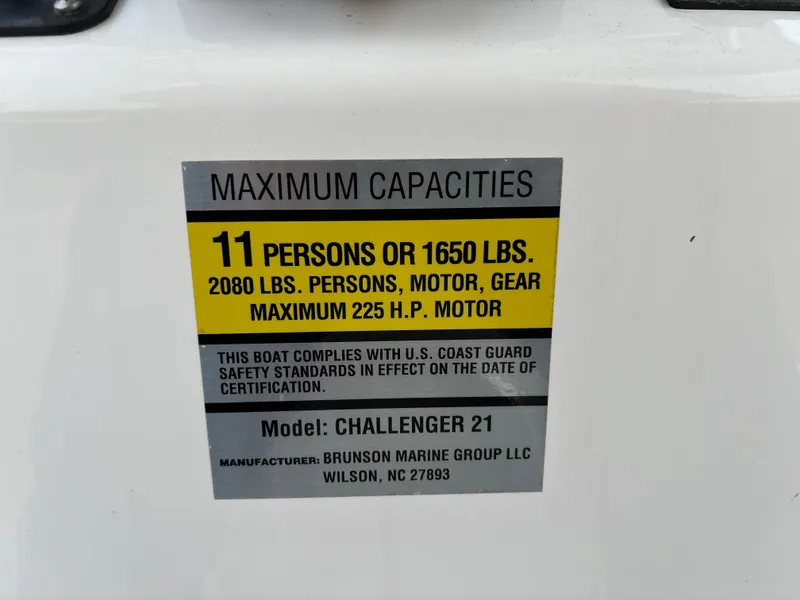 MAXIMUM CAPACITIES
11 PERSONS OR 1650 LBS.
2080 LBS. PERSONS, MOTOR, GEAR
MAXIMUM 225 H.P. MOTOR
THIS BOAT COMPLIES WITH U.S. COAST GUARD
SAFETY STANDARDS IN EFFECT ON THE DATE OF
CERTIFICATION.
Model: CHALLENGER 21
MANUFACTURER: BRUNSON MARINE GROUP LLC
WILSON, NC 27893